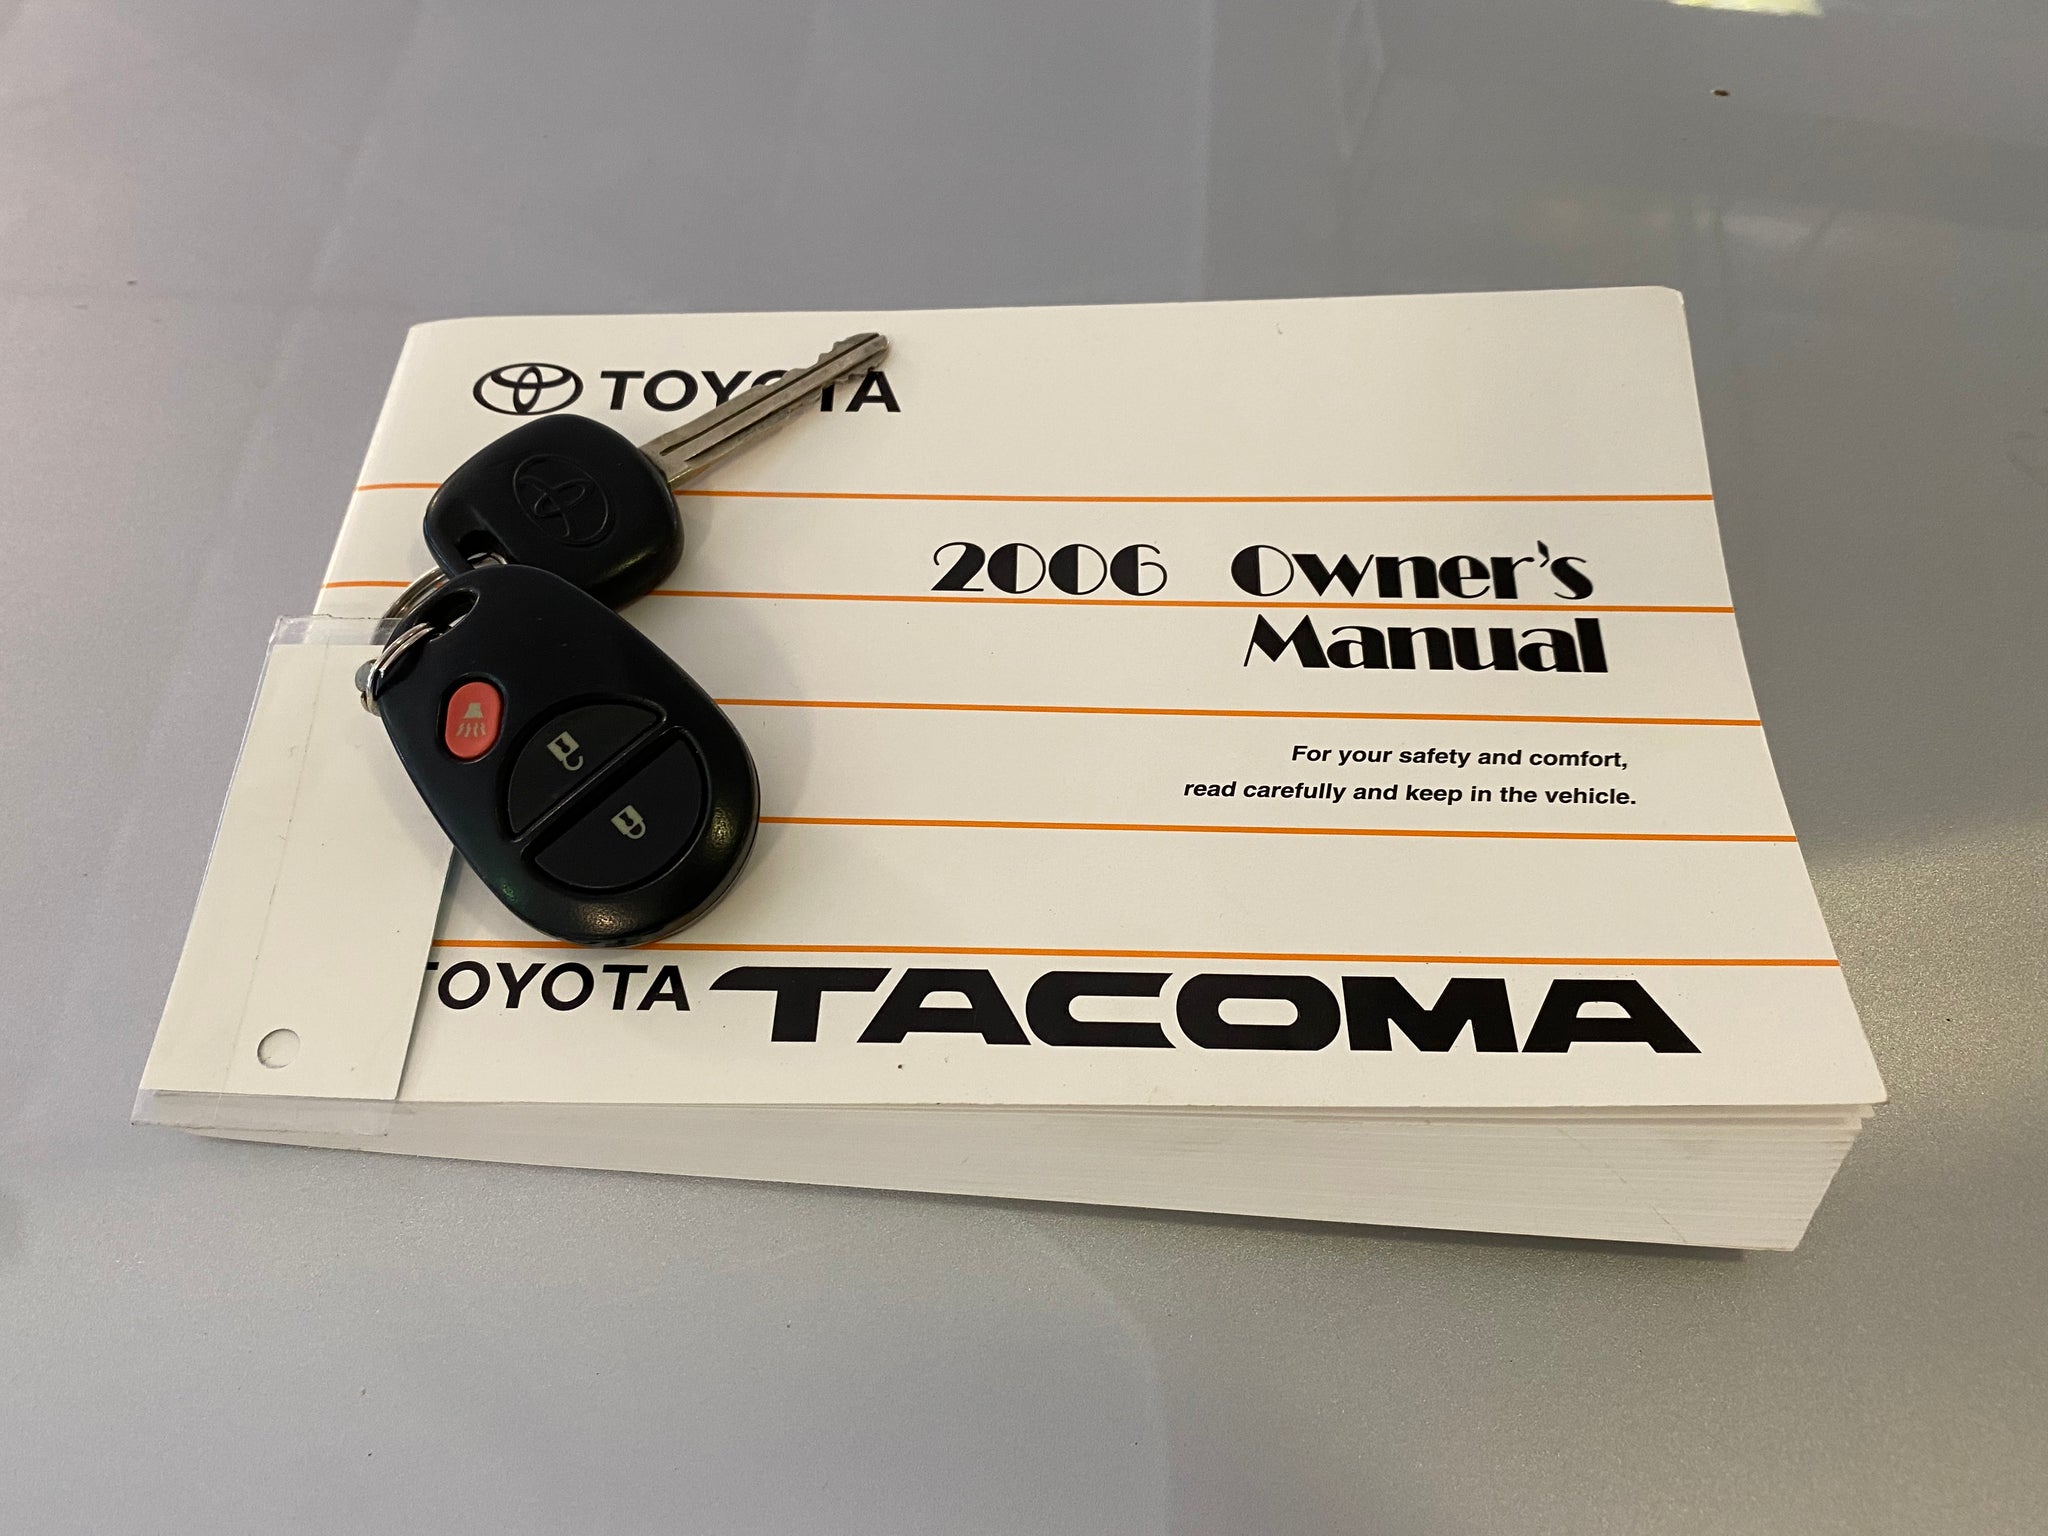 TOYOTA
2006 Owner's
Manual
For your safety and comfort,
read carefully and keep in the vehicle.
TOYOTA TACOMA